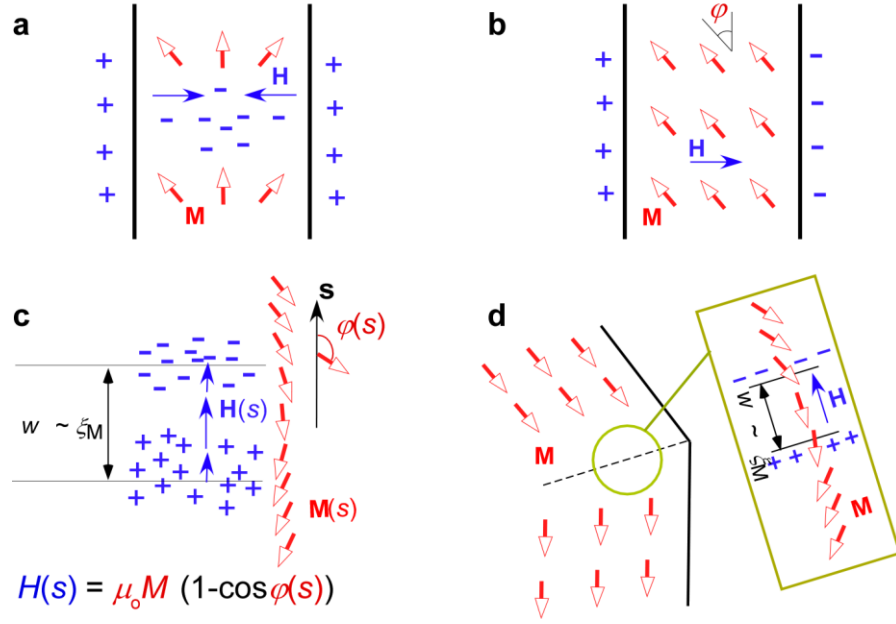 a
H
M
b
φ
H
M
c
s
φ(s)
w ~ ξM
H(s)
M(s)
H(s) = μoM (1-cosφ(s))
d
M
w ~ ξM
H
M